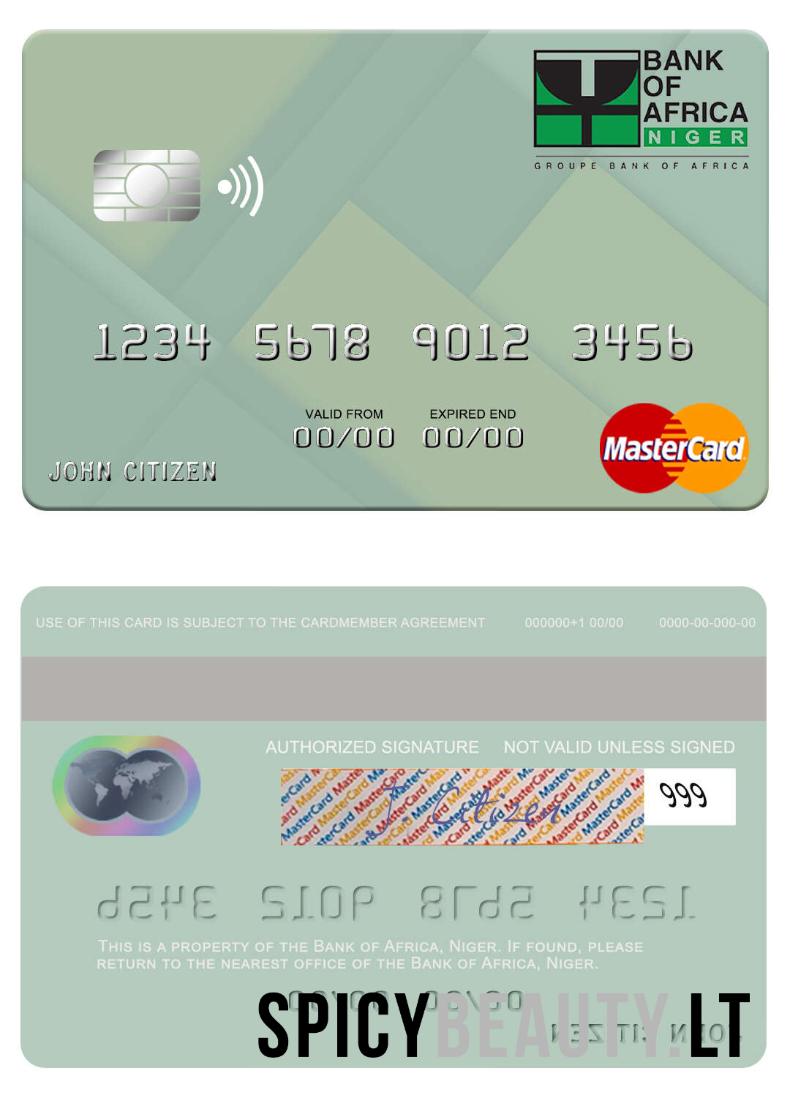 BANK
OF
AFRICA
NIGER
GROUPE BANK OF AFRICA
1234 5678 9012 3456
VALID FROM EXPIRED END
00/00 00/00
MasterCard
JOHN CITIZEN
USE OF THIS CARD IS SUBJECT TO THE CARDMEMBER AGREEMENT 000000+1 00/00 0000-00-000-00
AUTHORIZED SIGNATURE NOT VALID UNLESS SIGNED
J. Citizen 999
THIS IS A PROPERTY OF THE BANK OF AFRICA, NIGER. IF FOUND, PLEASE
RETURN TO THE NEAREST OFFICE OF THE BANK OF AFRICA, NIGER.
SPICYBEAUTY.LT